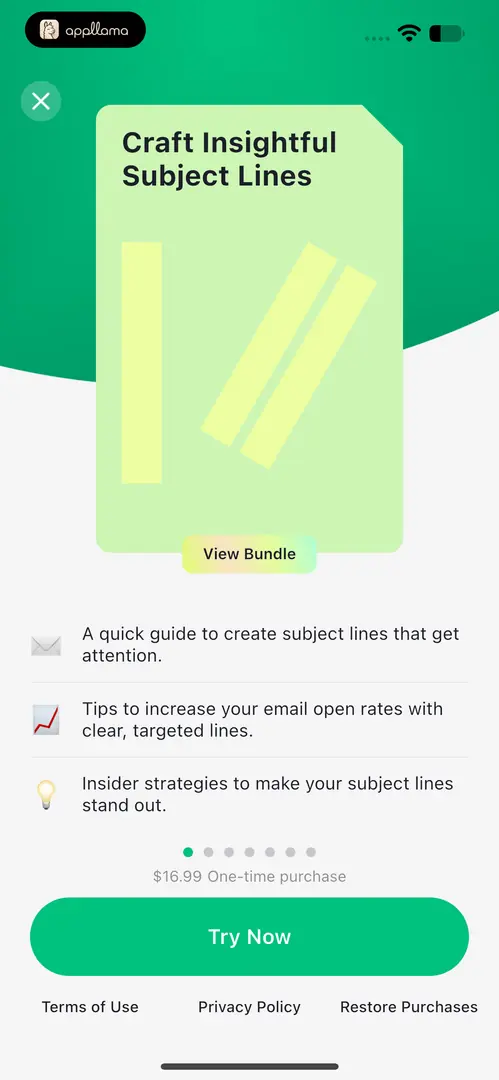 appllama
Craft Insightful
Subject Lines
View Bundle
A quick guide to create subject lines that get
attention.
Tips to increase your email open rates with
clear, targeted lines.
Insider strategies to make your subject lines
stand out.
$16.99 One-time purchase
Try Now
Terms of Use
Privacy Policy
Restore Purchases